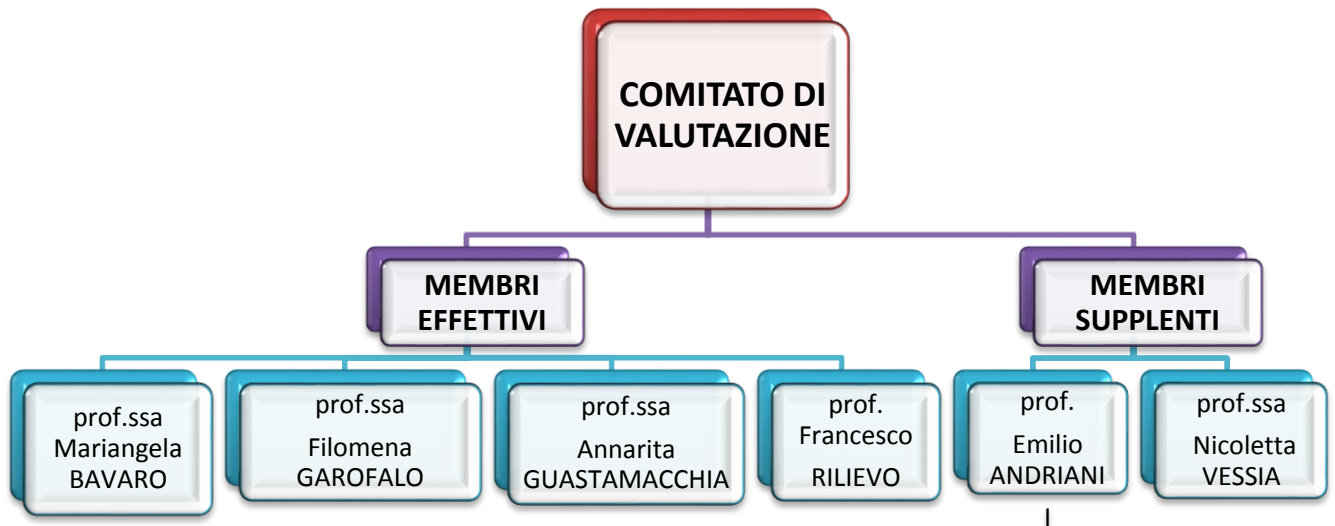 COMITATO DI
VALUTAZIONE
MEMBRI
EFFETTIVI
MEMBRI
SUPPLENTI
prof.ssa
Mariangela
BAVARO
prof.ssa
Filomena
GAROFALO
prof.ssa
Annarita
GUASTAMACCHIA
prof.
Francesco
RILIEVO
prof.
Emilio
ANDRIANI
prof.ssa
Nicoletta
VESSIA